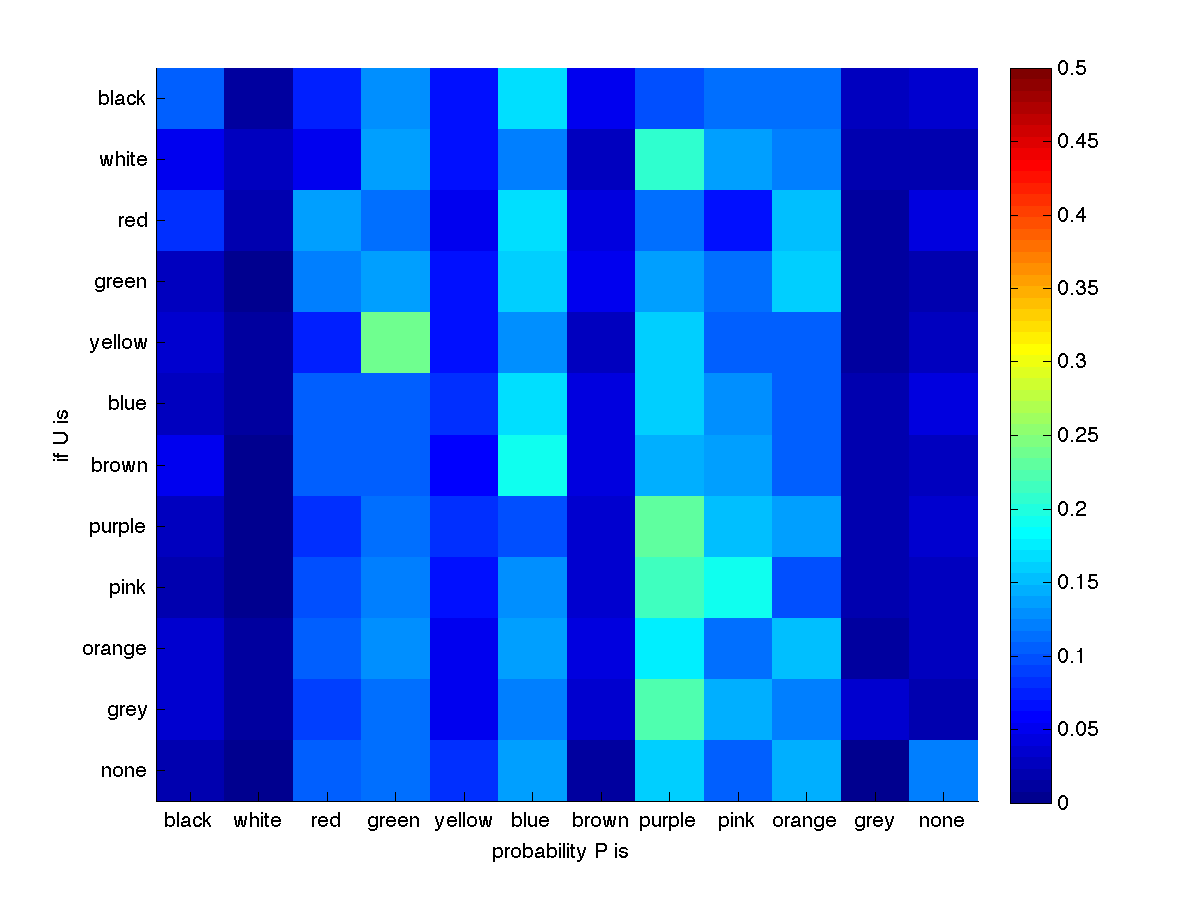 black
white
red
green
yellow
blue
brown
purple
pink
orange
grey
none
if U is
black white red green yellow blue brown purple pink orange grey none
probability P is
0.5
0.45
0.4
0.35
0.3
0.25
0.2
0.15
0.1
0.05
0